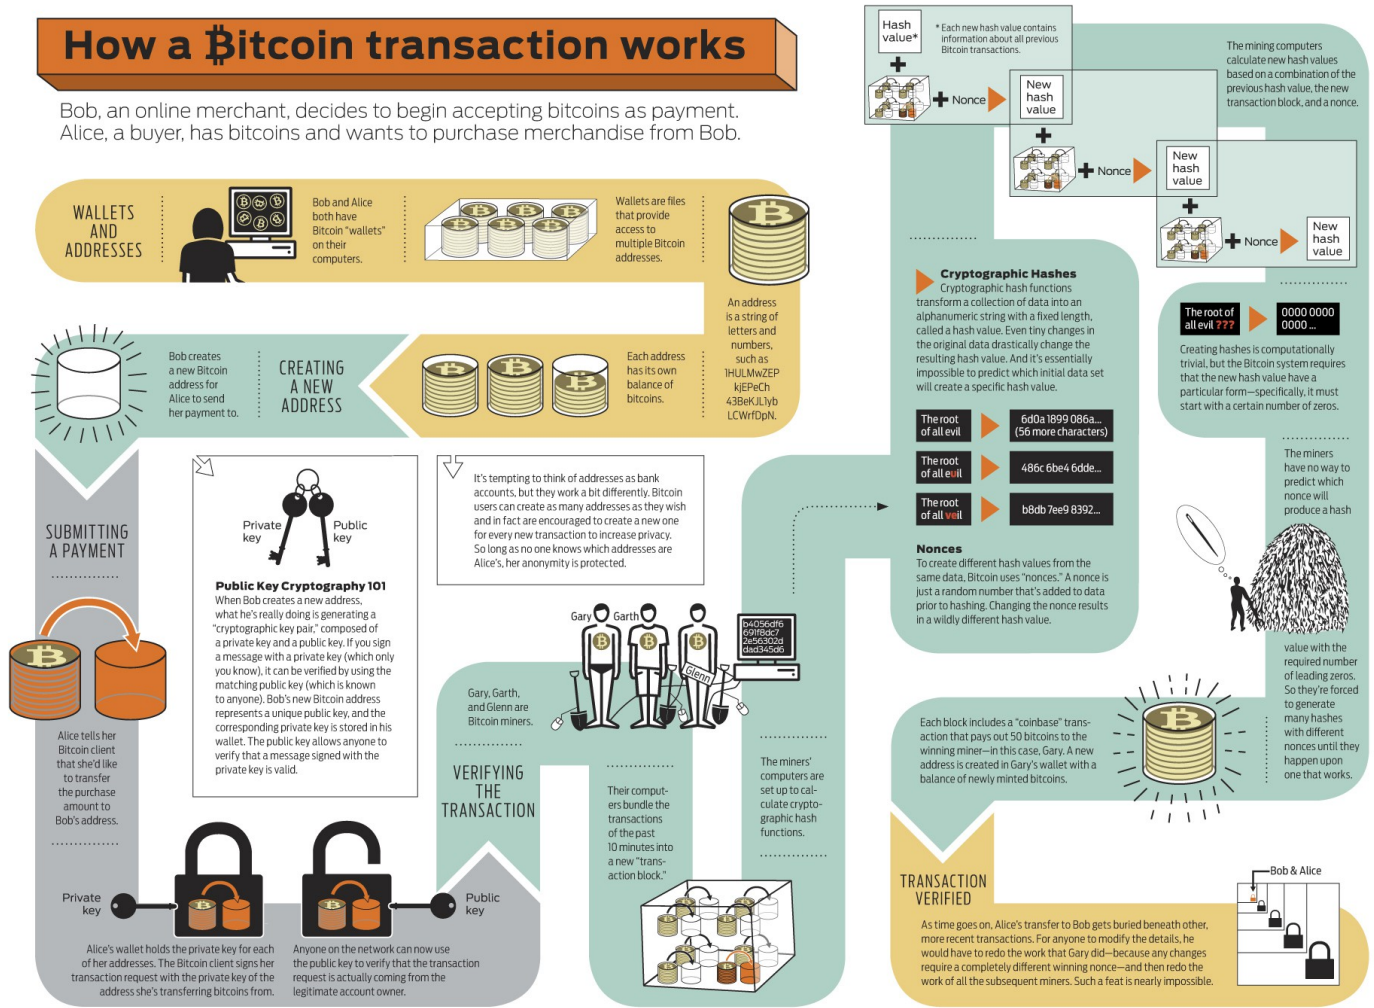 How a Bitcoin transaction works
Bob, an online merchant, decides to begin accepting bitcoins as payment.
Alice, a buyer, has bitcoins and wants to purchase merchandise from Bob.
WALLETS
AND
ADDRESSES
Bob and Alice
both have
Bitcoin “wallets”
on their
computers.
Wallets are files
that provide
access to
multiple Bitcoin
addresses.
An address
is a string of
letters and
numbers,
such as
1HULMwZEP
kjEPeCh
43BeKJL1yb
LCWrfDpN.
Each address
has its own
balance of
bitcoins.
CREATING
A NEW
ADDRESS
Bob creates
a new Bitcoin
address for
Alice to send
her payment to.
SUBMITTING
A PAYMENT
Alice tells her
Bitcoin client
that she’d like
to transfer
the purchase
amount to
Bob’s address.
Private
key
Public
key
Public Key Cryptography 101
When Bob creates a new address,
what he’s really doing is generating a
“cryptographic key pair,” composed of
a private key and a public key. If you sign
a message with a private key (which only
you know), it can be verified by using the
matching public key (which is known
to anyone). Bob’s new Bitcoin address
represents a unique public key, and the
corresponding private key is stored in his
wallet. The public key allows anyone to
verify that a message signed with the
private key is valid.
It’s tempting to think of addresses as bank
accounts, but they work a bit differently. Bitcoin
users can create as many addresses as they wish
and in fact are encouraged to create a new one
for every new transaction to increase privacy.
So long as no one knows which addresses are
Alice’s, her anonymity is protected.
Private
key
Alice’s wallet holds the private key for each
of her addresses. The Bitcoin client signs her
transaction request with the private key of the
address she’s transferring bitcoins from.
Public
key
Anyone on the network can now use
the public key to verify that the transaction
request is actually coming from the
legitimate account owner.
VERIFYING
THE
TRANSACTION
Gary, Garth,
and Glenn are
Bitcoin miners.
Gary
Garth
Glenn
b4056df6
691f8dc7
2e56302d
dad345d6
Their comput-
ers bundle the
transactions
of the past
10 minutes into
a new “trans-
action block.”
The miners’
computers are
set up to cal-
culate crypto-
graphic hash
functions.
Cryptographic Hashes
Cryptographic hash functions
transform a collection of data into an
alphanumeric string with a fixed length,
called a hash value. Even tiny changes in
the original data drastically change the
resulting hash value. And it’s essentially
impossible to predict which initial data set
will create a specific hash value.
The root
of all evil
6d0a 1899 086a...
(56 more characters)
The root
of all euil
486c 6be4 6dde...
The root
of all veil
b8db 7ee9 8392...
Nonces
To create different hash values from the
same data, Bitcoin uses “nonces.” A nonce is
just a random number that’s added to data
prior to hashing. Changing the nonce results
in a wildly different hash value.
Hash
value*
* Each new hash value contains
information about all previous
Bitcoin transactions.
+
+ Nonce
New
hash
value
+
+ Nonce
New
hash
value
+
+ Nonce
New
hash
value
The mining computers
calculate new hash values
based on a combination of the
previous hash value, the new
transaction block, and a nonce.
The root of
all evil ???
0000 0000
0000 ...
Creating hashes is computationally
trivial, but the Bitcoin system requires
that the new hash value have a
particular form—specifically, it must
start with a certain number of zeros.
The miners
have no way to
predict which
nonce will
produce a hash
value with the
required number
of leading zeros.
So they’re forced
to generate
many hashes
with different
nonces until they
happen upon
one that works.
Each block includes a “coinbase” trans-
action that pays out 50 bitcoins to the
winning miner—in this case, Gary. A new
address is created in Gary’s wallet with a
balance of newly minted bitcoins.
TRANSACTION
VERIFIED
As time goes on, Alice’s transfer to Bob gets buried beneath other,
more recent transactions. For anyone to modify the details, he
would have to redo the work that Gary did—because any changes
require a completely different winning nonce—and then redo the
work of all the subsequent miners. Such a feat is nearly impossible.
Bob & Alice